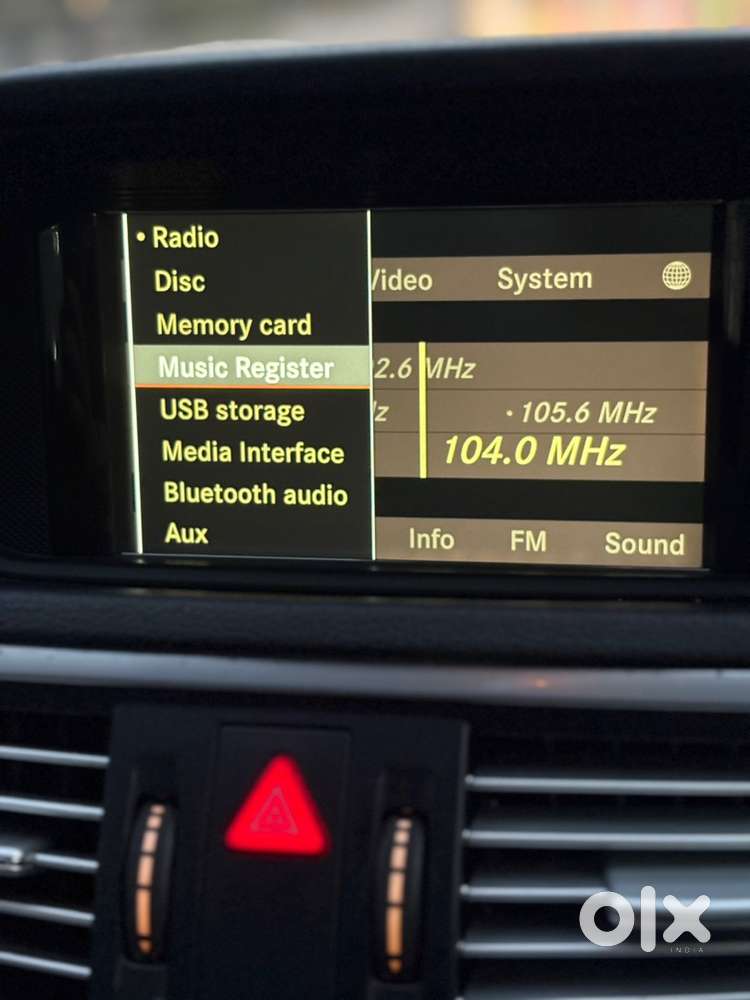 • Radio
Disc
Memory card
Music Register
USB storage
Media Interface
Bluetooth audio
Aux
Video System
2.6 MHz
z
· 105.6 MHz
104.0 MHz
Info FM Sound
olx
INDIA